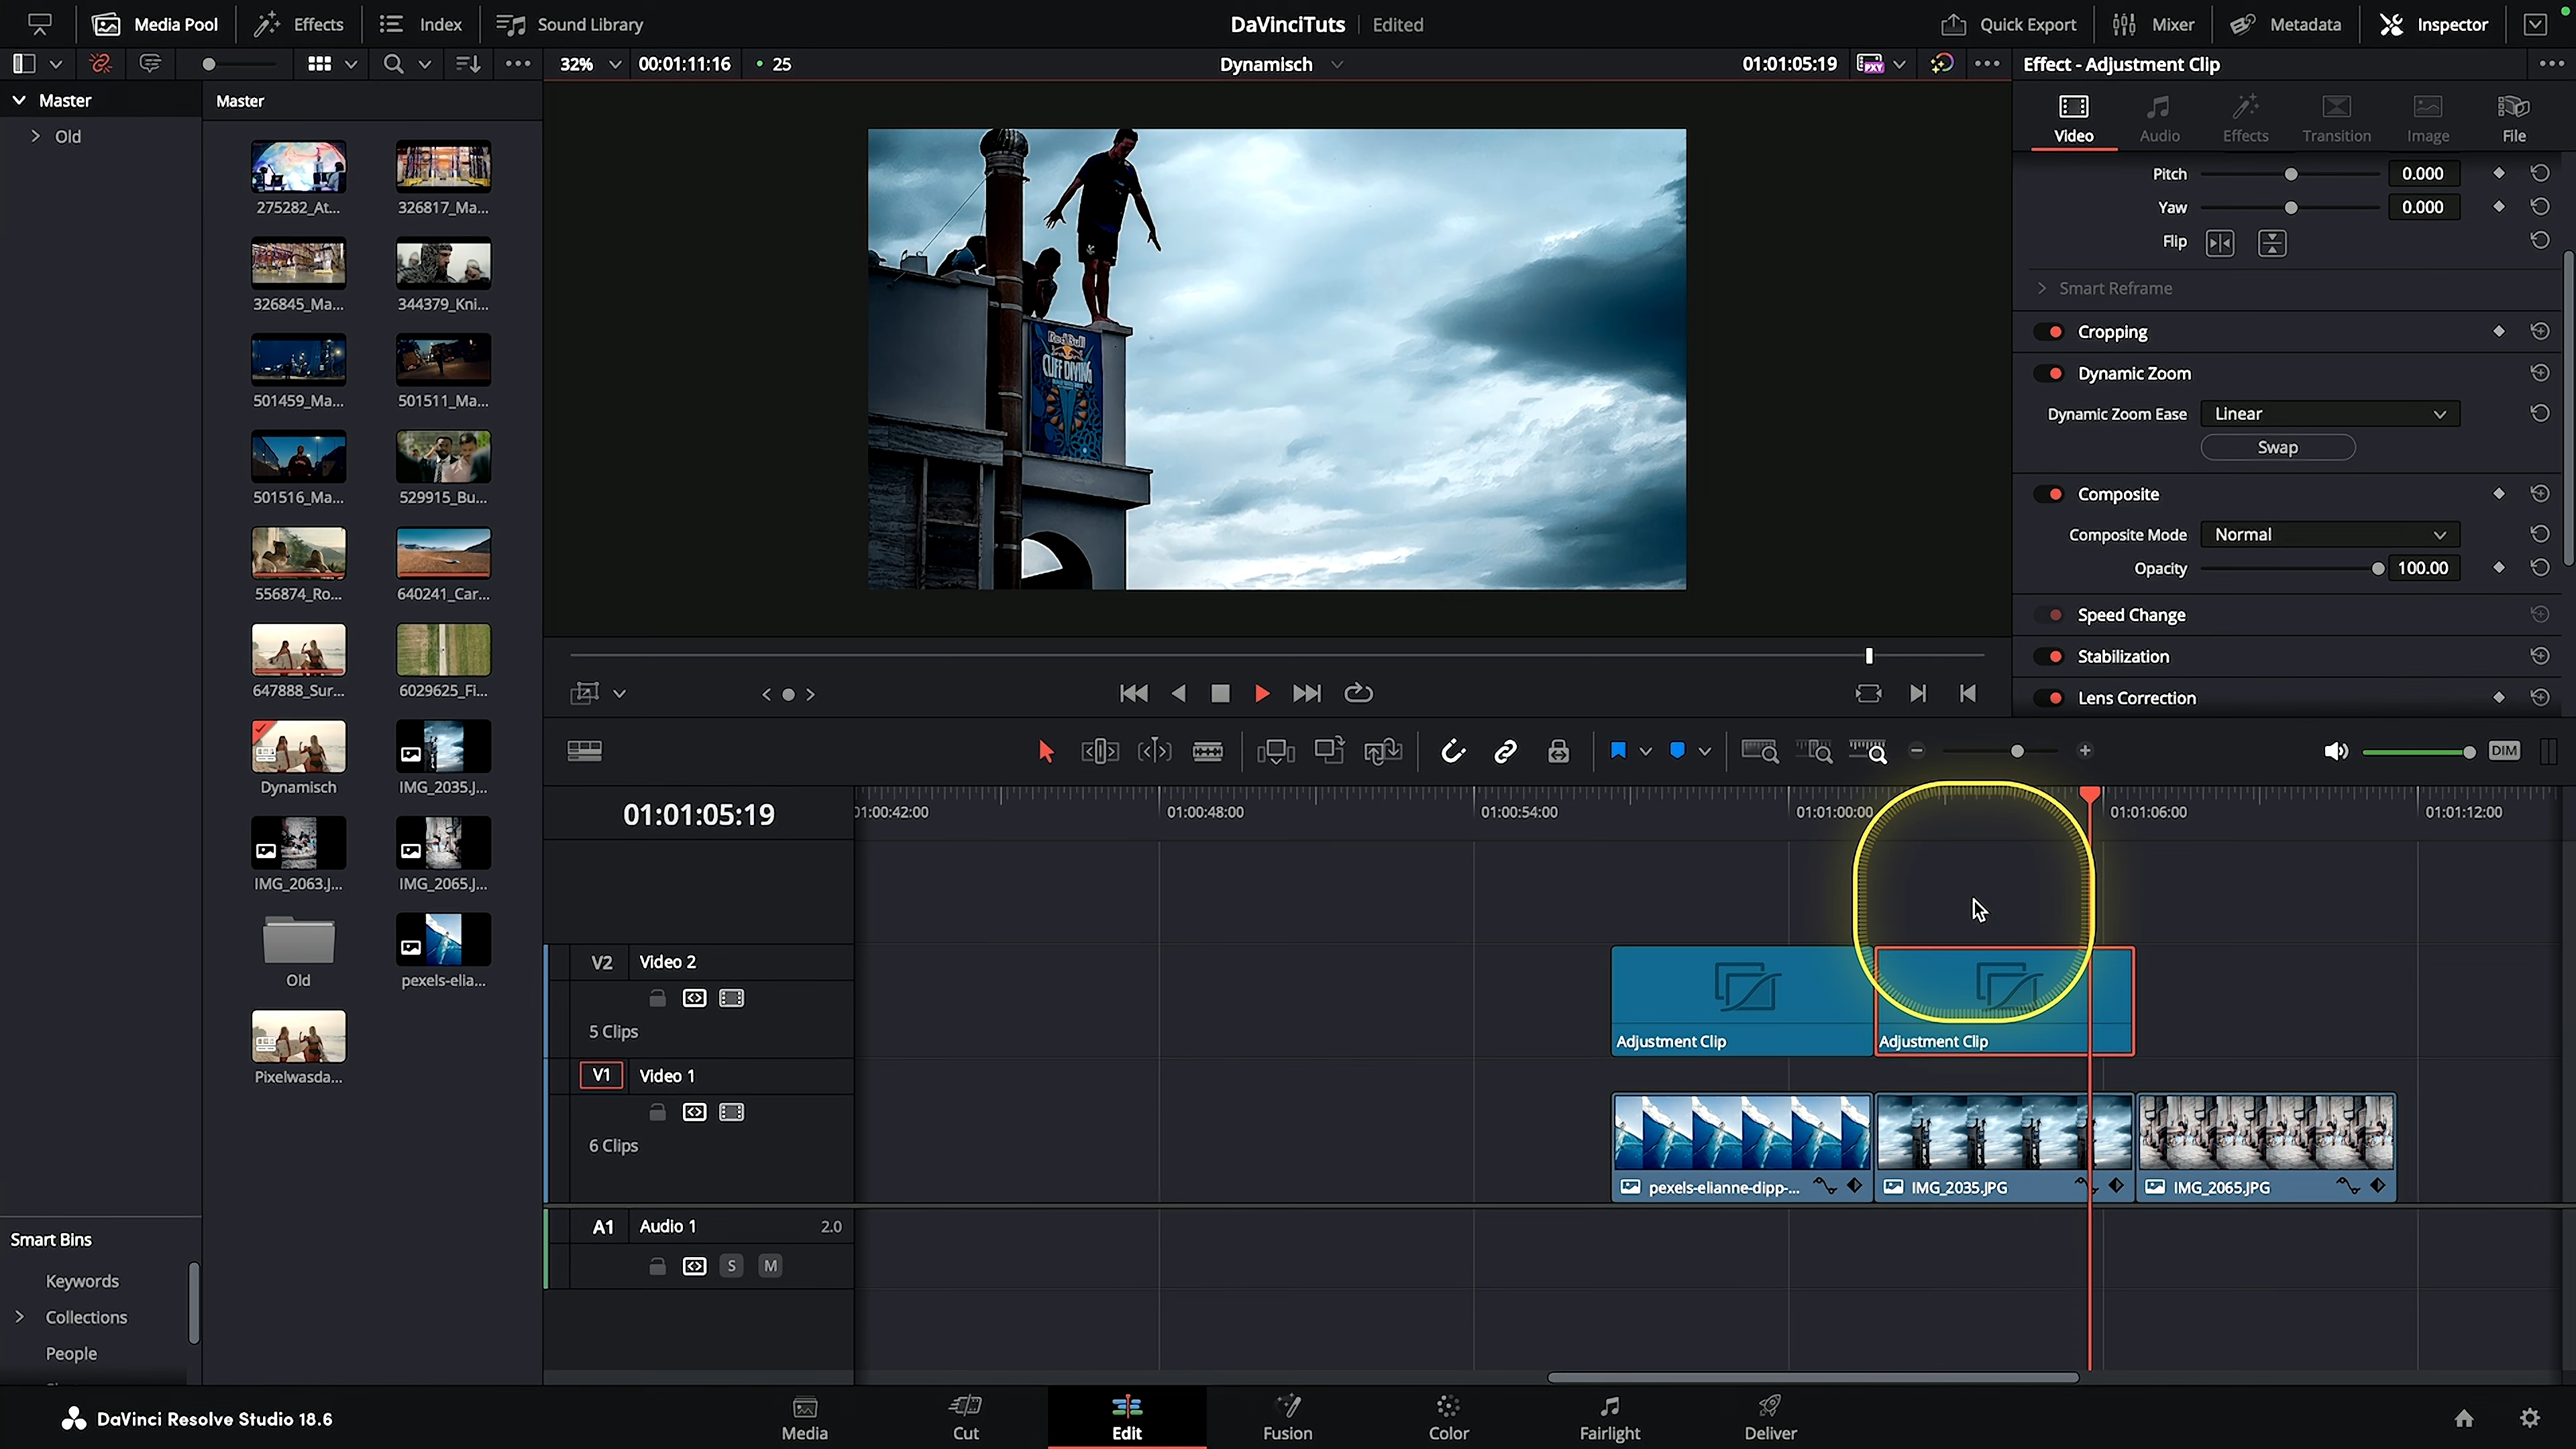 Media Pool
Effects
Index
Sound Library
DaVinciTuts
Edited
Quick Export
Mixer
Metadata
Inspector
32%
00:01:11:16
25
Dynamisch
01:01:05:19
PXY
Effect - Adjustment Clip
Master
Old
Master
275282_At...
326817_Ma...
326845_Ma...
344379_Kni...
501459_Ma...
501511_Ma...
501516_Ma...
529915_Bu...
556874_Ro...
640241_Car...
647888_Sur...
6029625_Fi...
Dynamisch
IMG_2035.J...
IMG_2063.J...
IMG_2065.J...
Old
pexels-elia...
Pixelwasda...
Red Bull
CLIFF DIVING
Video
Audio
Effects
Transition
Image
File
Pitch
0.000
Yaw
0.000
Flip
Smart Reframe
Cropping
Dynamic Zoom
Dynamic Zoom Ease
Linear
Swap
Composite
Composite Mode
Normal
Opacity
100.00
Speed Change
Stabilization
Lens Correction
DIM
01:01:05:19
01:00:42:00
01:00:48:00
01:00:54:00
01:01:00:00
01:01:06:00
01:01:12:00
V2
Video 2
5 Clips
Adjustment Clip
Adjustment Clip
V1
Video 1
6 Clips
pexels-elianne-dipp-...
IMG_2035.JPG
IMG_2065.JPG
A1
Audio 1
2.0
S
M
Smart Bins
Keywords
Collections
People
DaVinci Resolve Studio 18.6
Media
Cut
Edit
Fusion
Color
Fairlight
Deliver